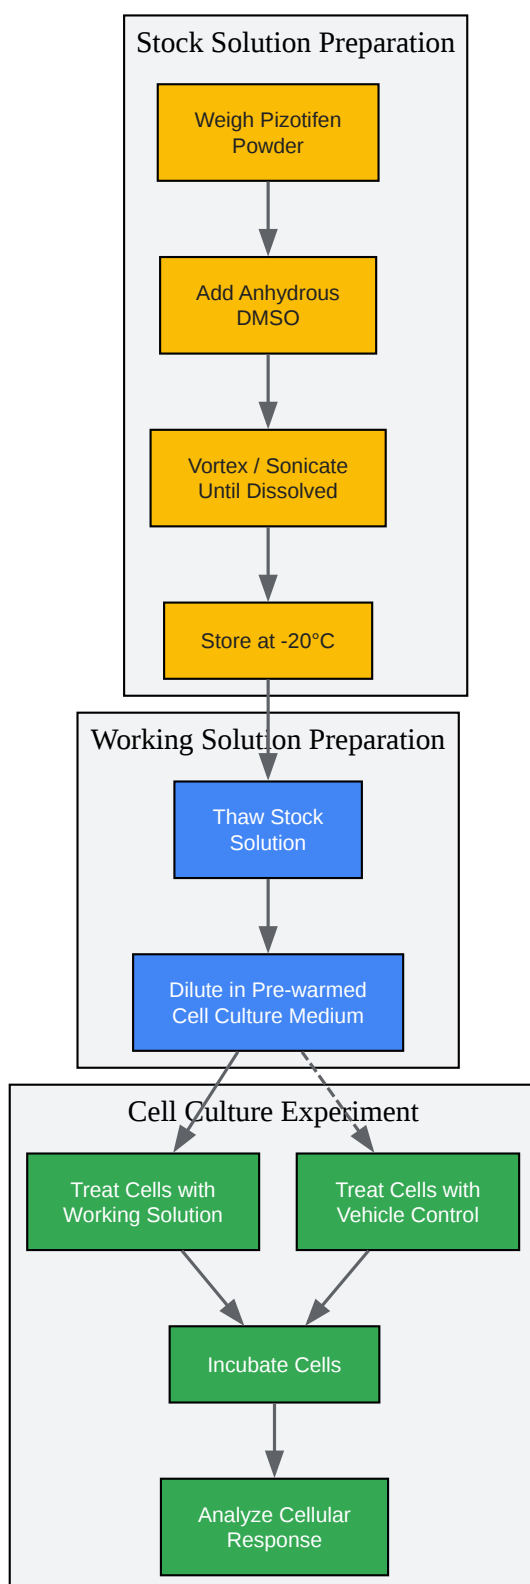 Stock Solution Preparation
Weigh Pizotifen
Powder
Add Anhydrous
DMSO
Vortex / Sonicate
Until Dissolved
Store at -20°C
Working Solution Preparation
Thaw Stock
Solution
Dilute in Pre-warmed
Cell Culture Medium
Cell Culture Experiment
Treat Cells with
Working Solution
Treat Cells with
Vehicle Control
Incubate Cells
Analyze Cellular
Response